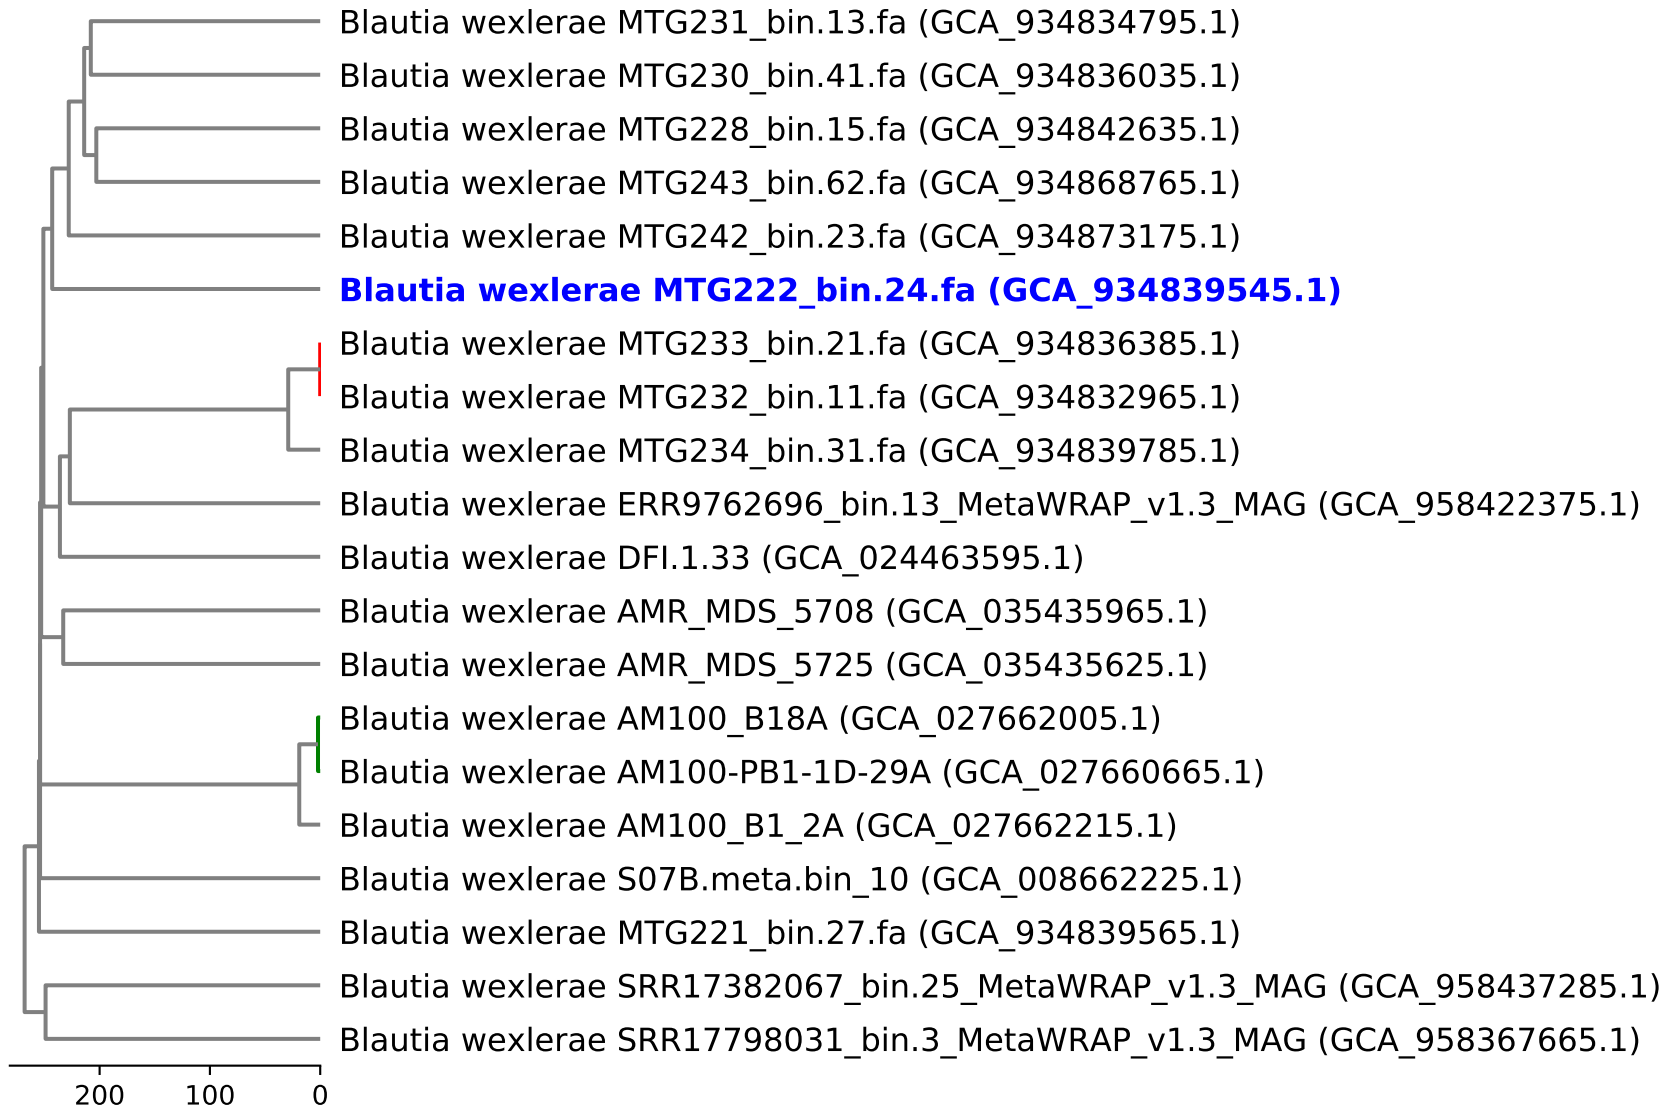 Blautia wexlerae MTG231_bin.13.fa (GCA_934834795.1)
Blautia wexlerae MTG230_bin.41.fa (GCA_934836035.1)
Blautia wexlerae MTG228_bin.15.fa (GCA_934842635.1)
Blautia wexlerae MTG243_bin.62.fa (GCA_934868765.1)
Blautia wexlerae MTG242_bin.23.fa (GCA_934873175.1)
Blautia wexlerae MTG222_bin.24.fa (GCA_934839545.1)
Blautia wexlerae MTG233_bin.21.fa (GCA_934836385.1)
Blautia wexlerae MTG232_bin.11.fa (GCA_934832965.1)
Blautia wexlerae MTG234_bin.31.fa (GCA_934839785.1)
Blautia wexlerae ERR9762696_bin.13_MetaWRAP_v1.3_MAG (GCA_958422375.1)
Blautia wexlerae DFI.1.33 (GCA_024463595.1)
Blautia wexlerae AMR_MDS_5708 (GCA_035435965.1)
Blautia wexlerae AMR_MDS_5725 (GCA_035435625.1)
Blautia wexlerae AM100_B18A (GCA_027662005.1)
Blautia wexlerae AM100-PB1-1D-29A (GCA_027660665.1)
Blautia wexlerae AM100_B1_2A (GCA_027662215.1)
Blautia wexlerae S07B.meta.bin_10 (GCA_008662225.1)
Blautia wexlerae MTG221_bin.27.fa (GCA_934839565.1)
Blautia wexlerae SRR17382067_bin.25_MetaWRAP_v1.3_MAG (GCA_958437285.1)
Blautia wexlerae SRR17798031_bin.3_MetaWRAP_v1.3_MAG (GCA_958367665.1)
200 100 0